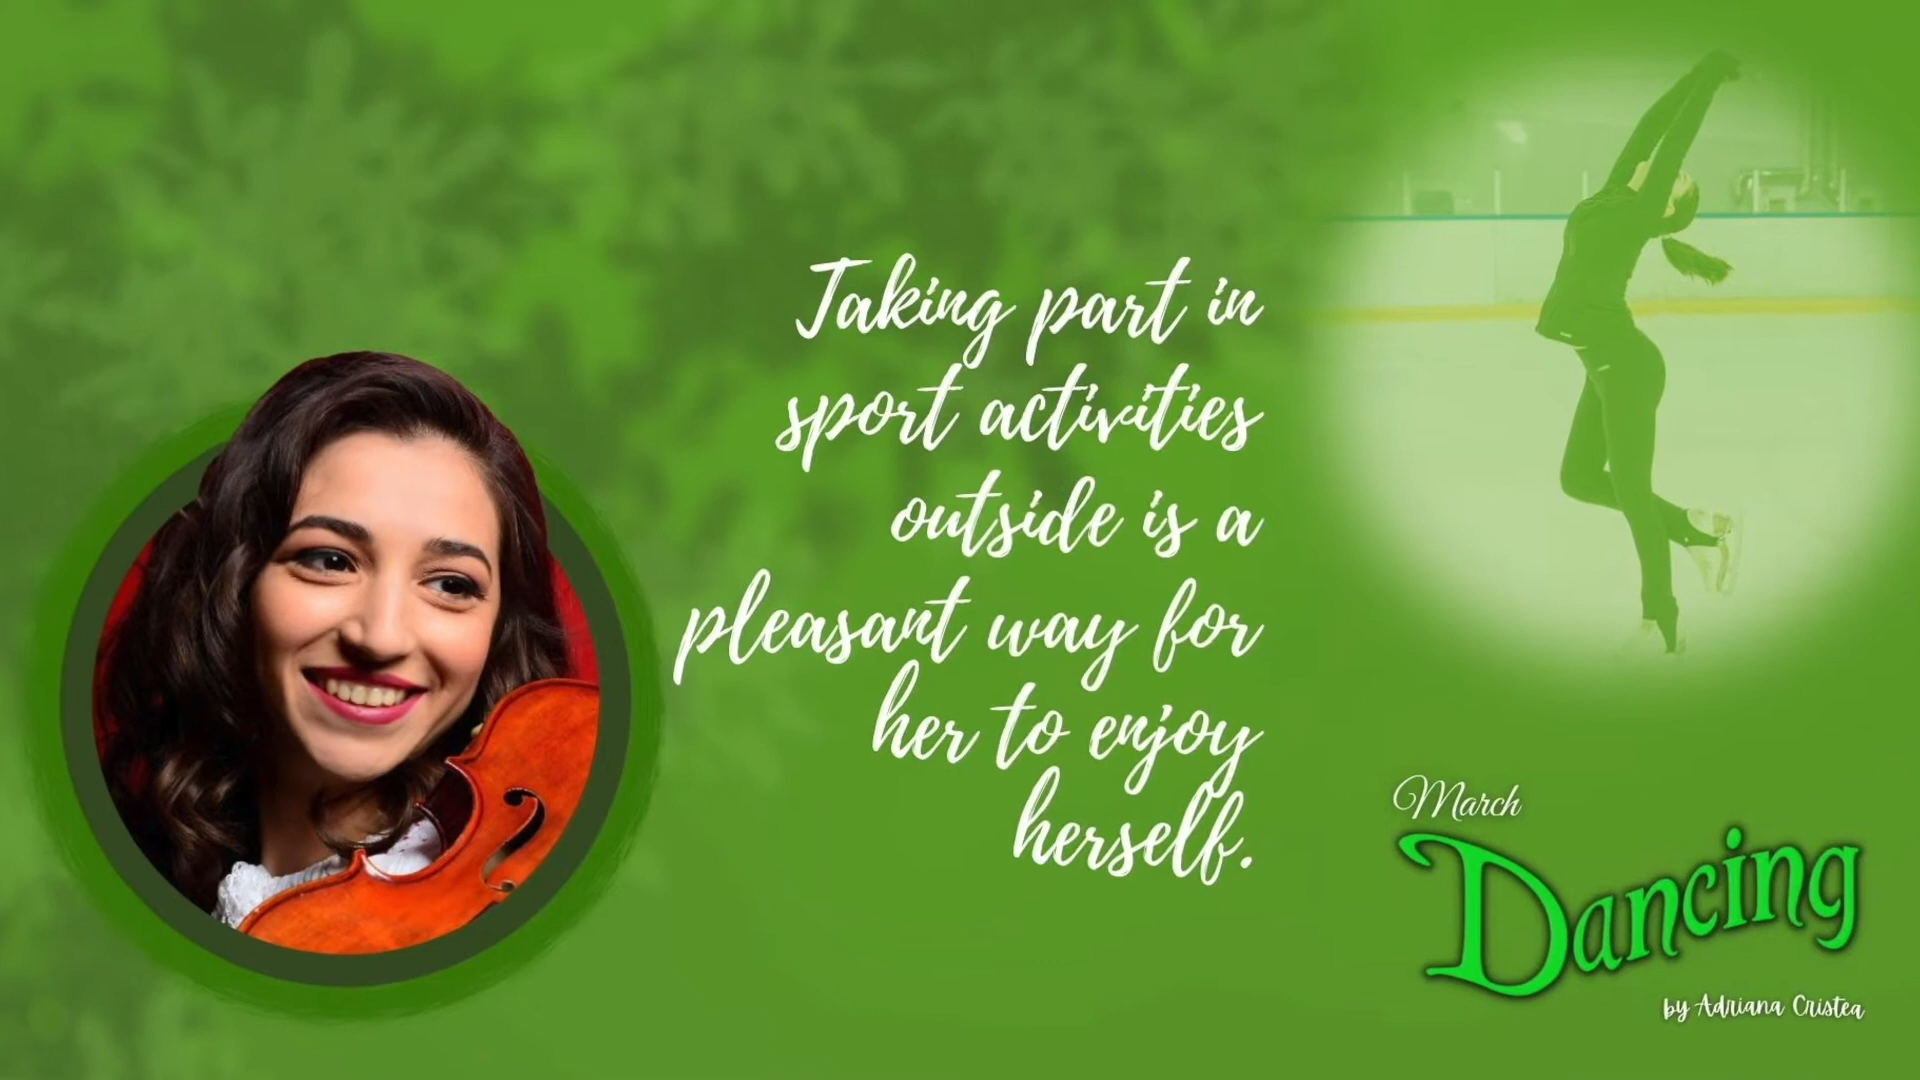 Taking part in
sport activities
outside is a
pleasant way for
her to enjoy
herself.
March
Dancing
by Adriana Cristea